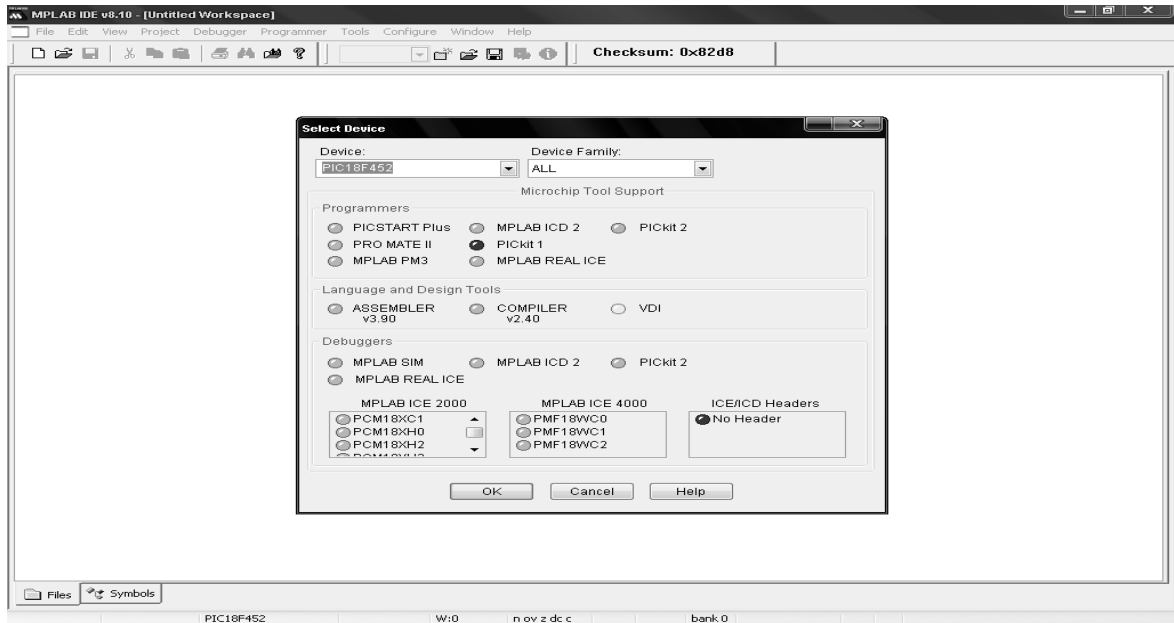 MPLAB IDE v8.10 - [Untitled Workspace]
File Edit View Project Debugger Programmer Tools Configure Window Help
Checksum: 0x82d8
Select Device
Device: Device Family:
PIC18F452 ALL
Microchip Tool Support
Programmers
PICSTART Plus MPLAB ICD 2 PICkit 2
PRO MATE II PICkit 1
MPLAB PM3 MPLAB REAL ICE
Language and Design Tools
ASSEMBLER COMPILER VDI
v3.90 v2.40
Debuggers
MPLAB SIM MPLAB ICD 2 PICkit 2
MPLAB REAL ICE
MPLAB ICE 2000 MPLAB ICE 4000 ICE/ICD Headers
PCM18XC1 PMF18WC0 No Header
PCM18XH0 PMF18WC1
PCM18XH2 PMF18WC2
OK Cancel Help
Files Symbols
PIC18F452 W:0 n ov z dc c bank 0